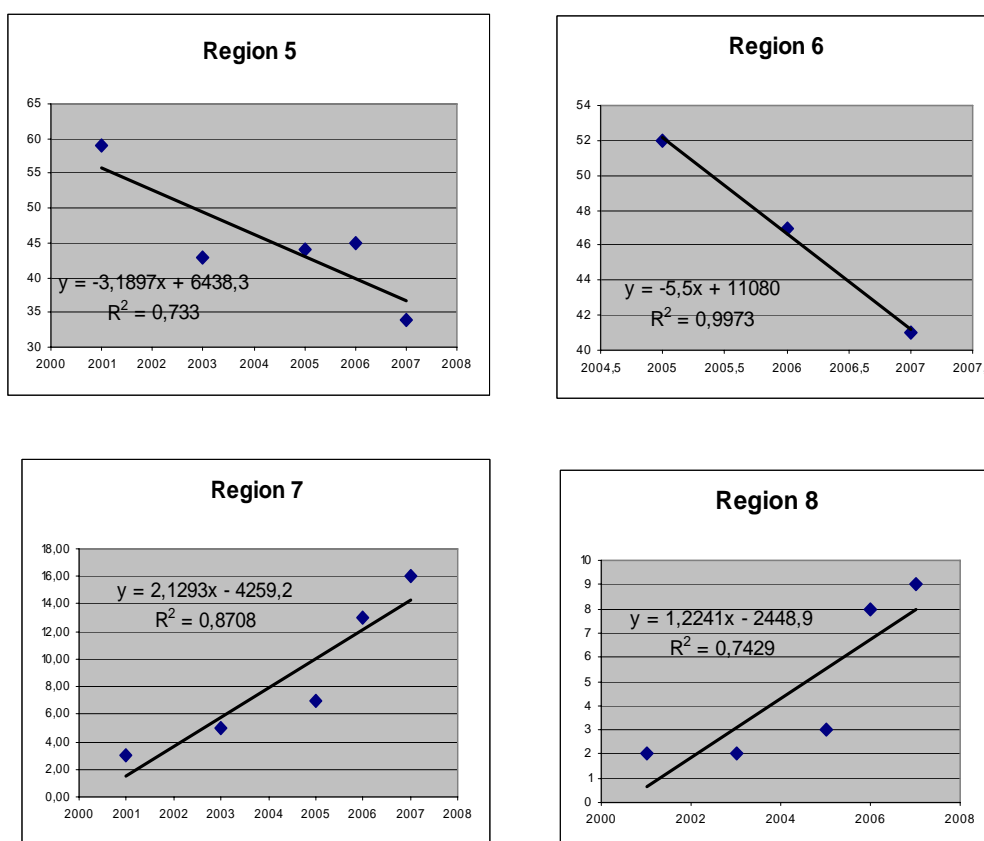 Region 5
65
60
55
50
45
40
35
30
y = -3,1897x + 6438,3
R² = 0,733
2000 2001 2002 2003 2004 2005 2006 2007 2008
Region 6
54
52
50
48
46
44
42
40
y = -5,5x + 11080
R² = 0,9973
2004,5 2005 2005,5 2006 2006,5 2007 2007,
Region 7
18,00
16,00
14,00
12,00
10,00
8,00
6,00
4,00
2,00
0,00
y = 2,1293x - 4259,2
R² = 0,8708
2000 2001 2002 2003 2004 2005 2006 2007 2008
Region 8
10
9
8
7
6
5
4
3
2
1
0
y = 1,2241x - 2448,9
R² = 0,7429
2000 2002 2004 2006 2008